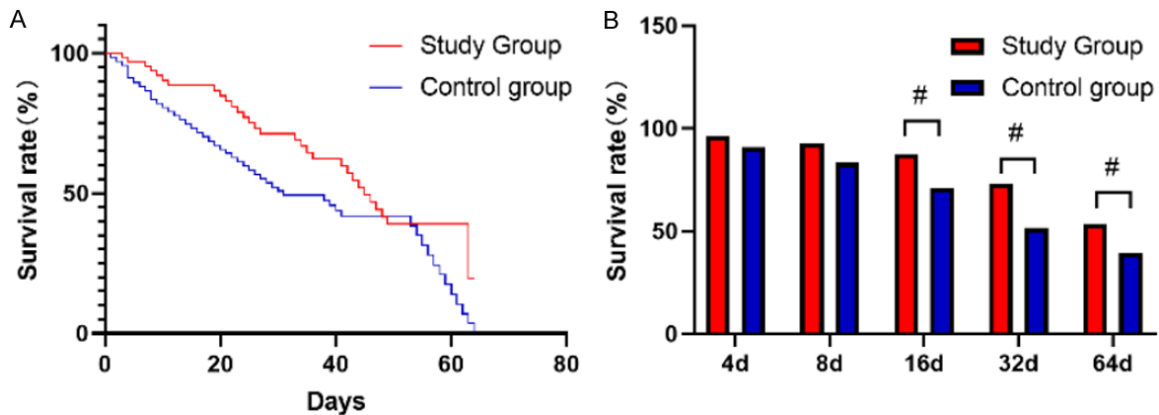 A
Survival rate(%)
100
50
0
0 20 40 60 80
Days
Study Group
Control group
B
Survival rate(%)
150
100
50
0
4d 8d 16d 32d 64d
Study Group
Control group
#
#
#